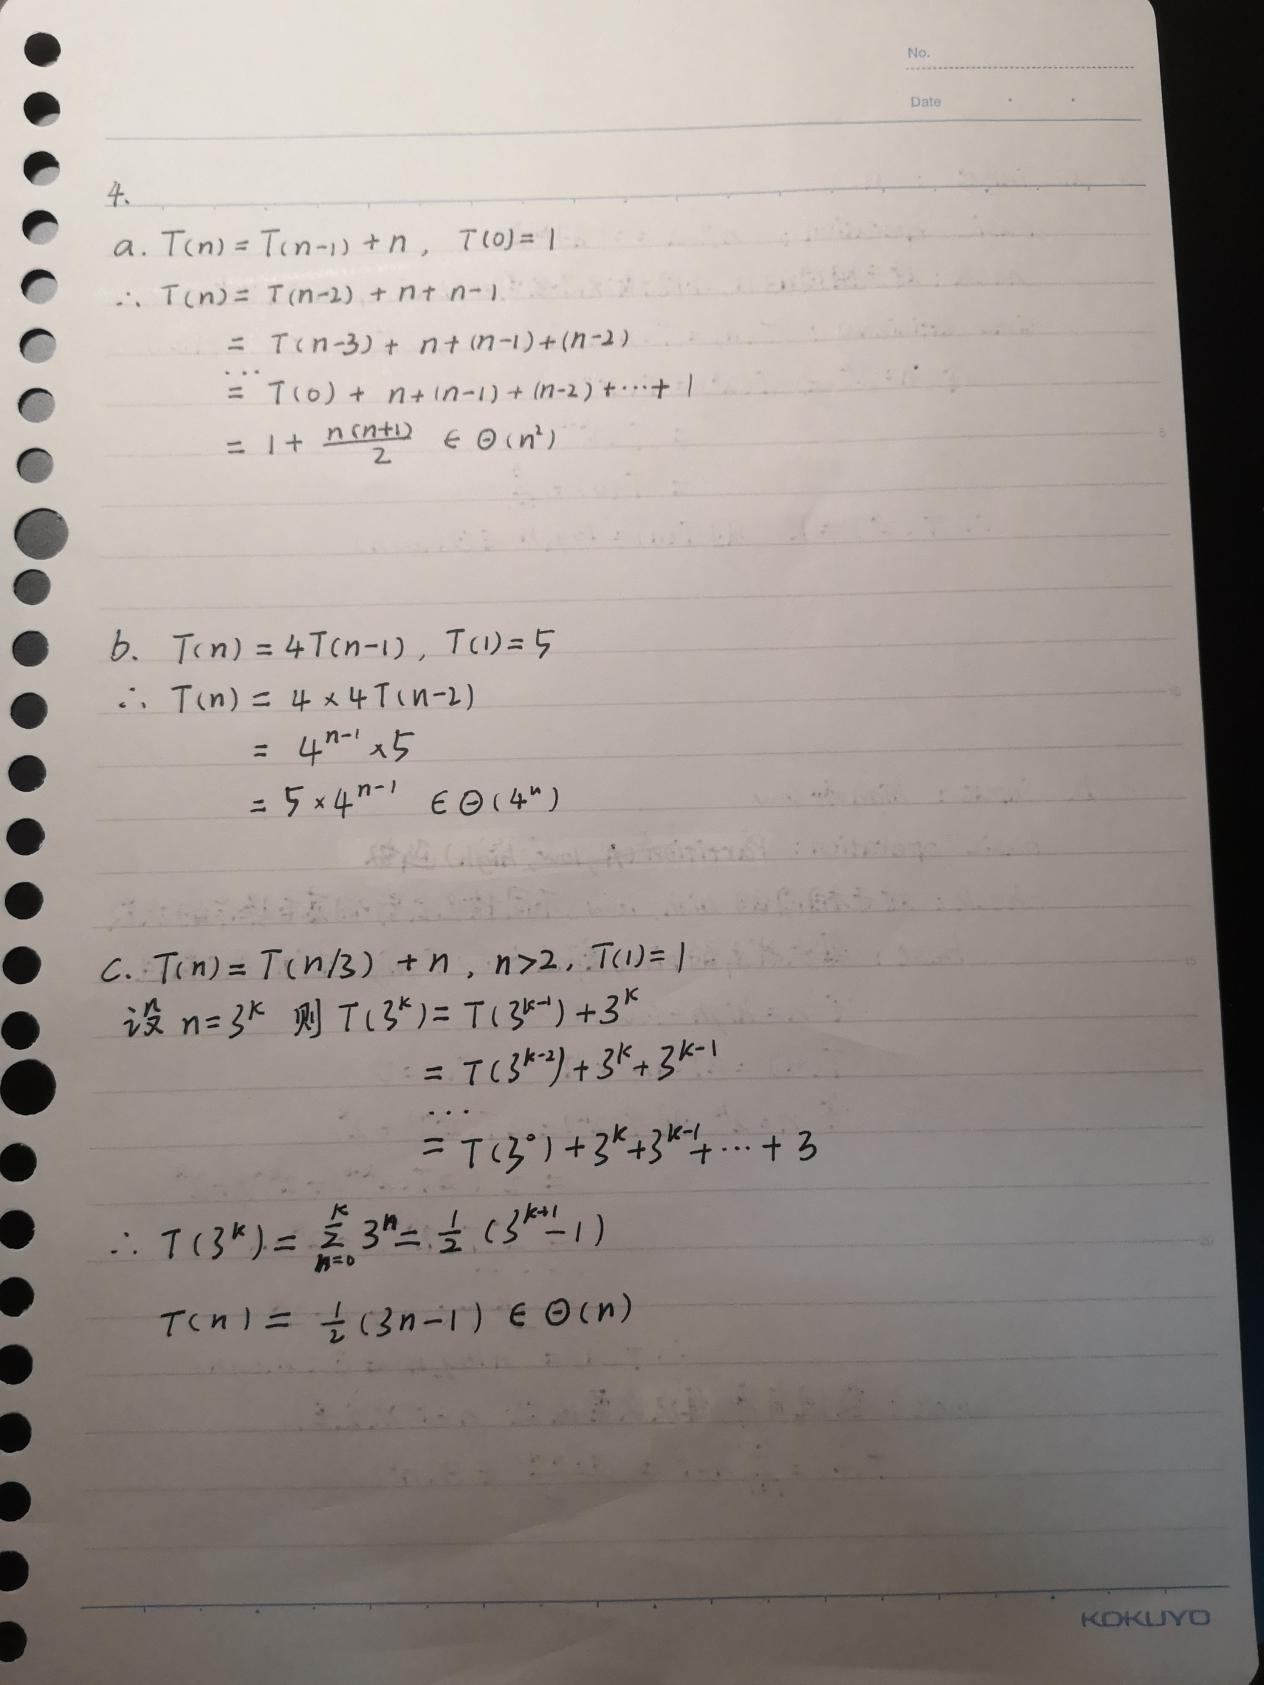 No.
Date
4.
a. T(n) = T(n-1) + n, T(0) = 1
∴ T(n) = T(n-2) + n + n-1
= T(n-3) + n + (n-1) + (n-2)
...
= T(0) + n + (n-1) + (n-2) + ⋯ + 1
= 1 + n(n+1)/2 ∈ Θ(n²)
b. T(n) = 4T(n-1), T(1) = 5
∴ T(n) = 4 × 4T(n-2)
= 4^(n-1) × 5
= 5 × 4^(n-1) ∈ Θ(4ⁿ)
c. T(n) = T(n/3) + n, n>2, T(1) = 1
设 n = 3^k 则 T(3^k) = T(3^(k-1)) + 3^k
= T(3^(k-2)) + 3^k + 3^(k-1)
...
= T(3⁰) + 3^k + 3^(k-1) + ⋯ + 3
∴ T(3^k) = Σ_(n=0)^k 3^n = 1/2 (3^(k+1) - 1)
T(n) = 1/2 (3n-1) ∈ Θ(n)
KOKUYO